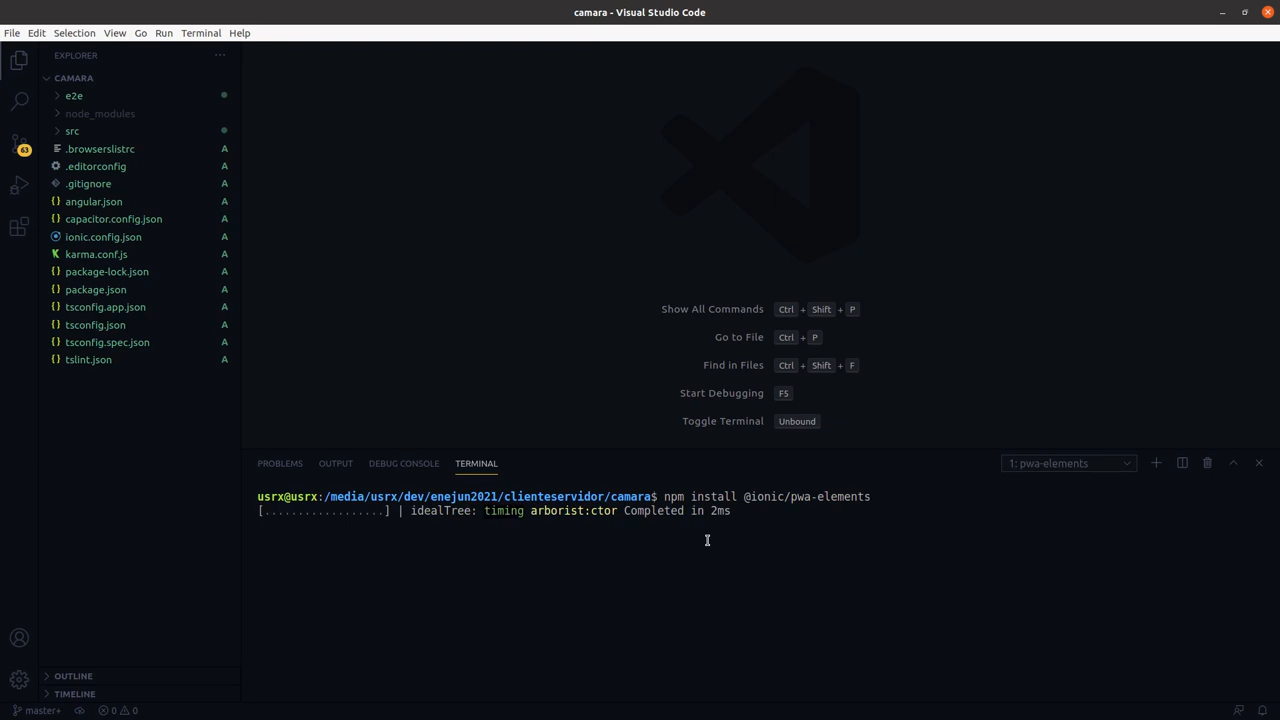 camara - Visual Studio Code
File Edit Selection View Go Run Terminal Help
EXPLORER
CAMARA
e2e
node_modules
src
.browserslistrc A
.editorconfig A
.gitignore A
angular.json A
capacitor.config.json A
ionic.config.json A
karma.conf.js A
package-lock.json A
package.json A
tsconfig.app.json A
tsconfig.json A
tsconfig.spec.json A
tslint.json A
63
OUTLINE
TIMELINE
Show All Commands Ctrl + Shift + P
Go to File Ctrl + P
Find in Files Ctrl + Shift + F
Start Debugging F5
Toggle Terminal Unbound
PROBLEMS OUTPUT DEBUG CONSOLE TERMINAL 1: pwa-elements
usrx@usrx:/media/usrx/dev/enejun2021/clienteservidor/camara$ npm install @ionic/pwa-elements
[..................] | idealTree: timing arborist:ctor Completed in 2ms
master+ 0 0